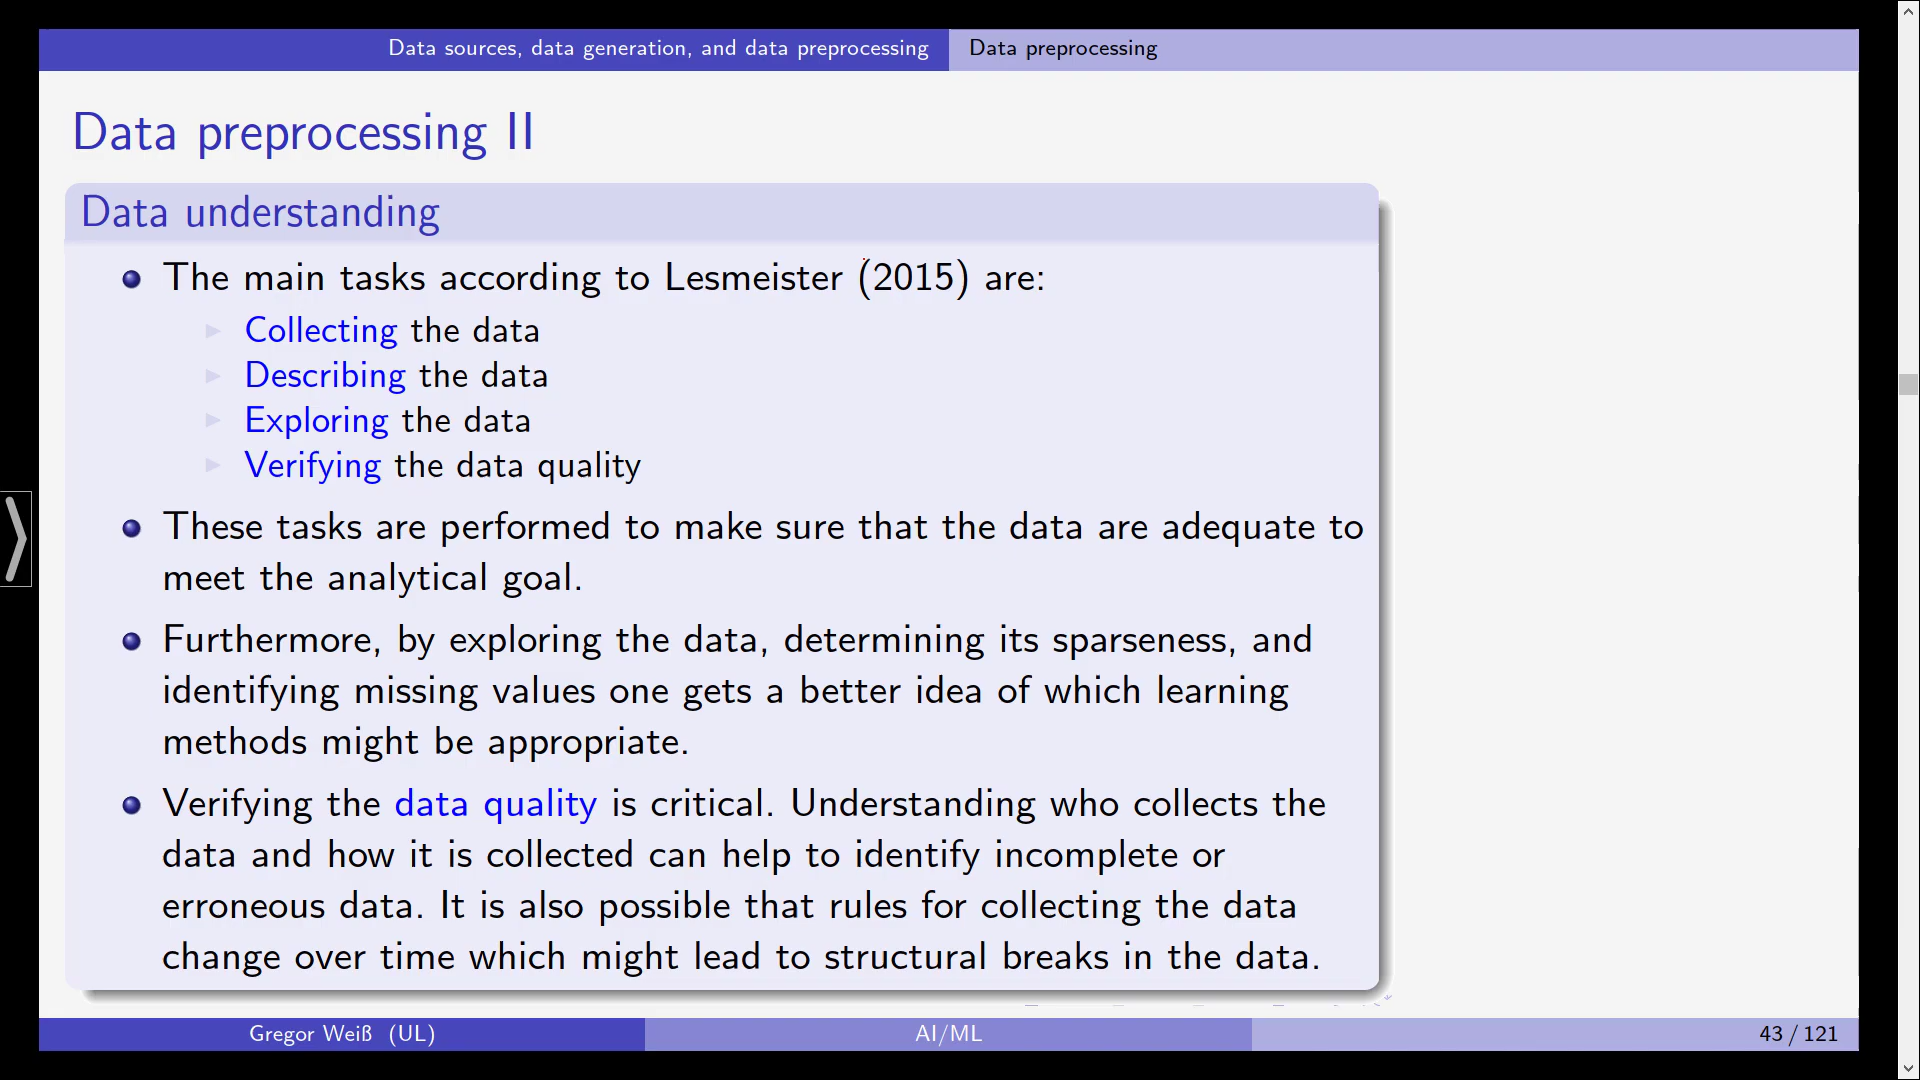 Data sources, data generation, and data preprocessing
Data preprocessing
Data preprocessing II
Data understanding
The main tasks according to Lesmeister (2015) are:
Collecting the data
Describing the data
Exploring the data
Verifying the data quality
These tasks are performed to make sure that the data are adequate to
meet the analytical goal.
Furthermore, by exploring the data, determining its sparseness, and
identifying missing values one gets a better idea of which learning
methods might be appropriate.
Verifying the data quality is critical. Understanding who collects the
data and how it is collected can help to identify incomplete or
erroneous data. It is also possible that rules for collecting the data
change over time which might lead to structural breaks in the data.
Gregor Weiß (UL)
AI/ML
43 / 121